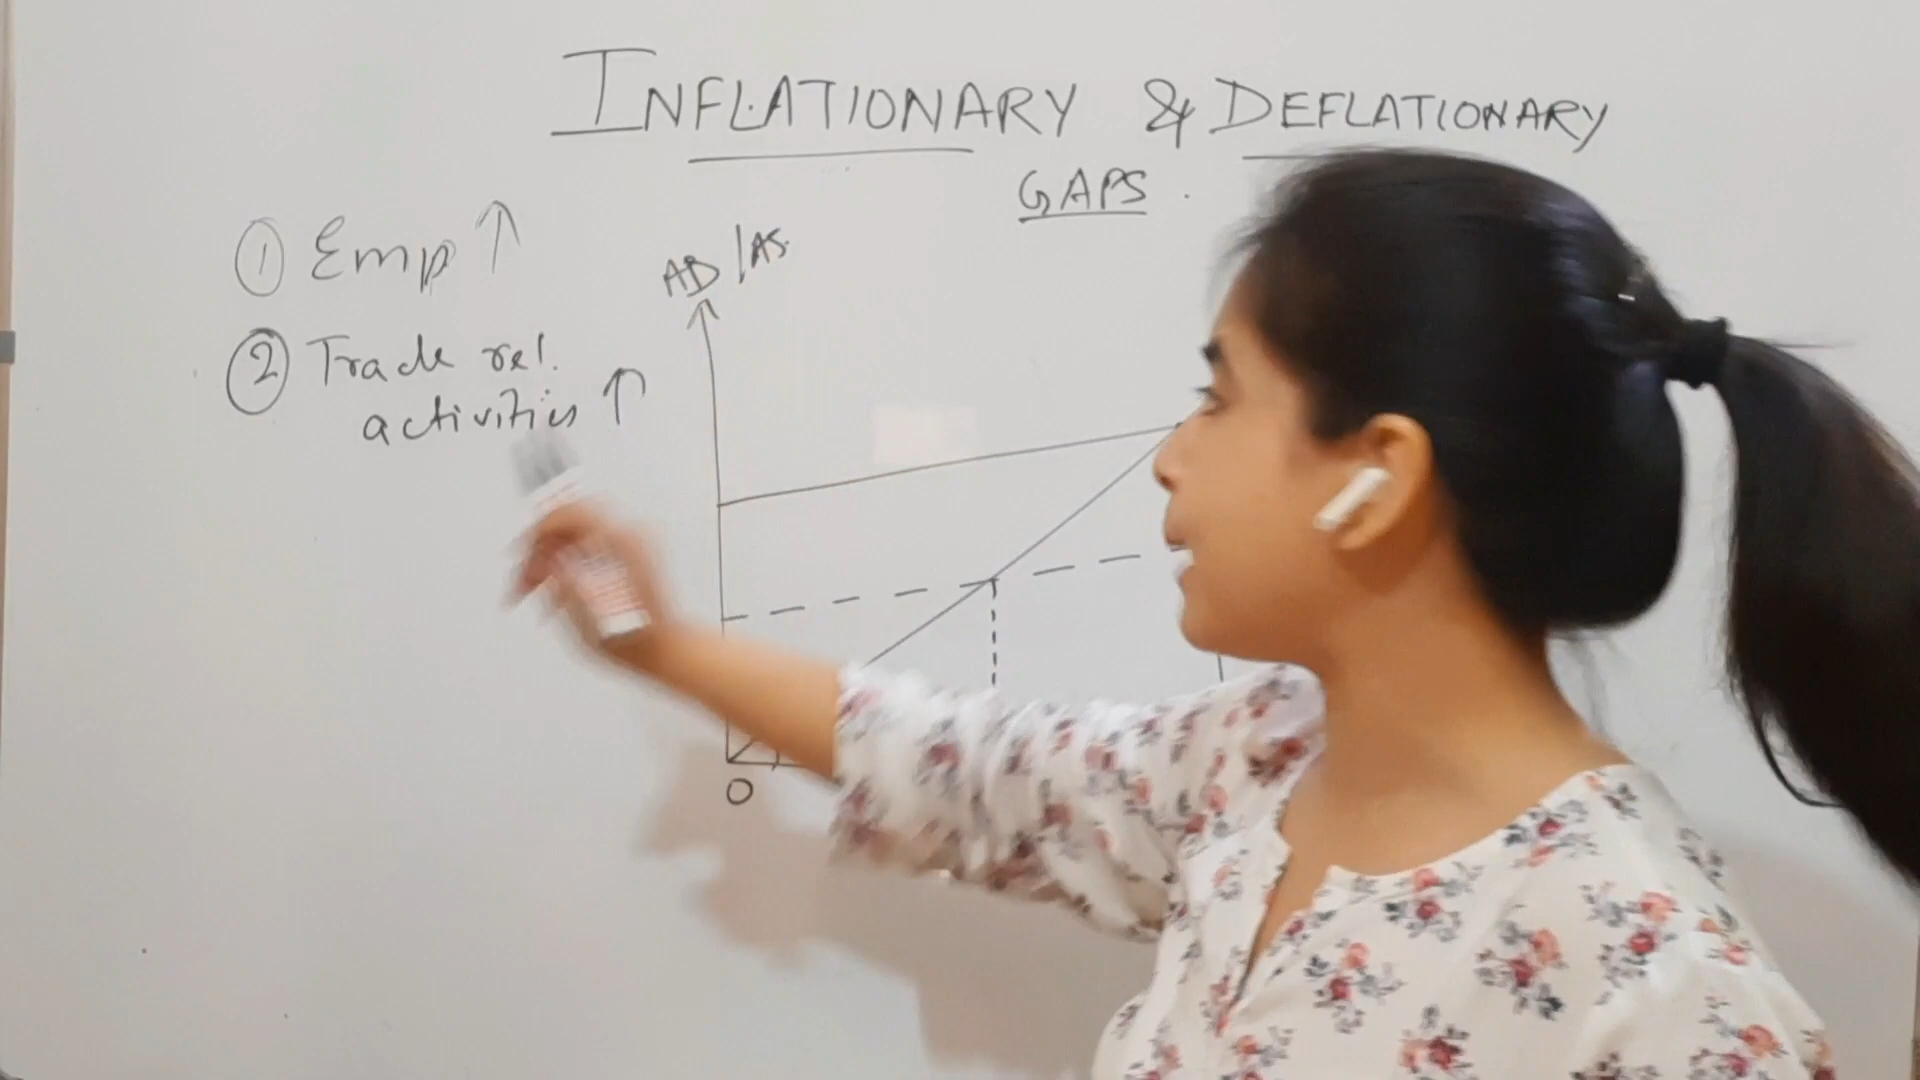 INFLATIONARY & DEFLATIONARY
GAPS.
① Emp ↑
② Trade rel.
activities ↑
AD/AS
O